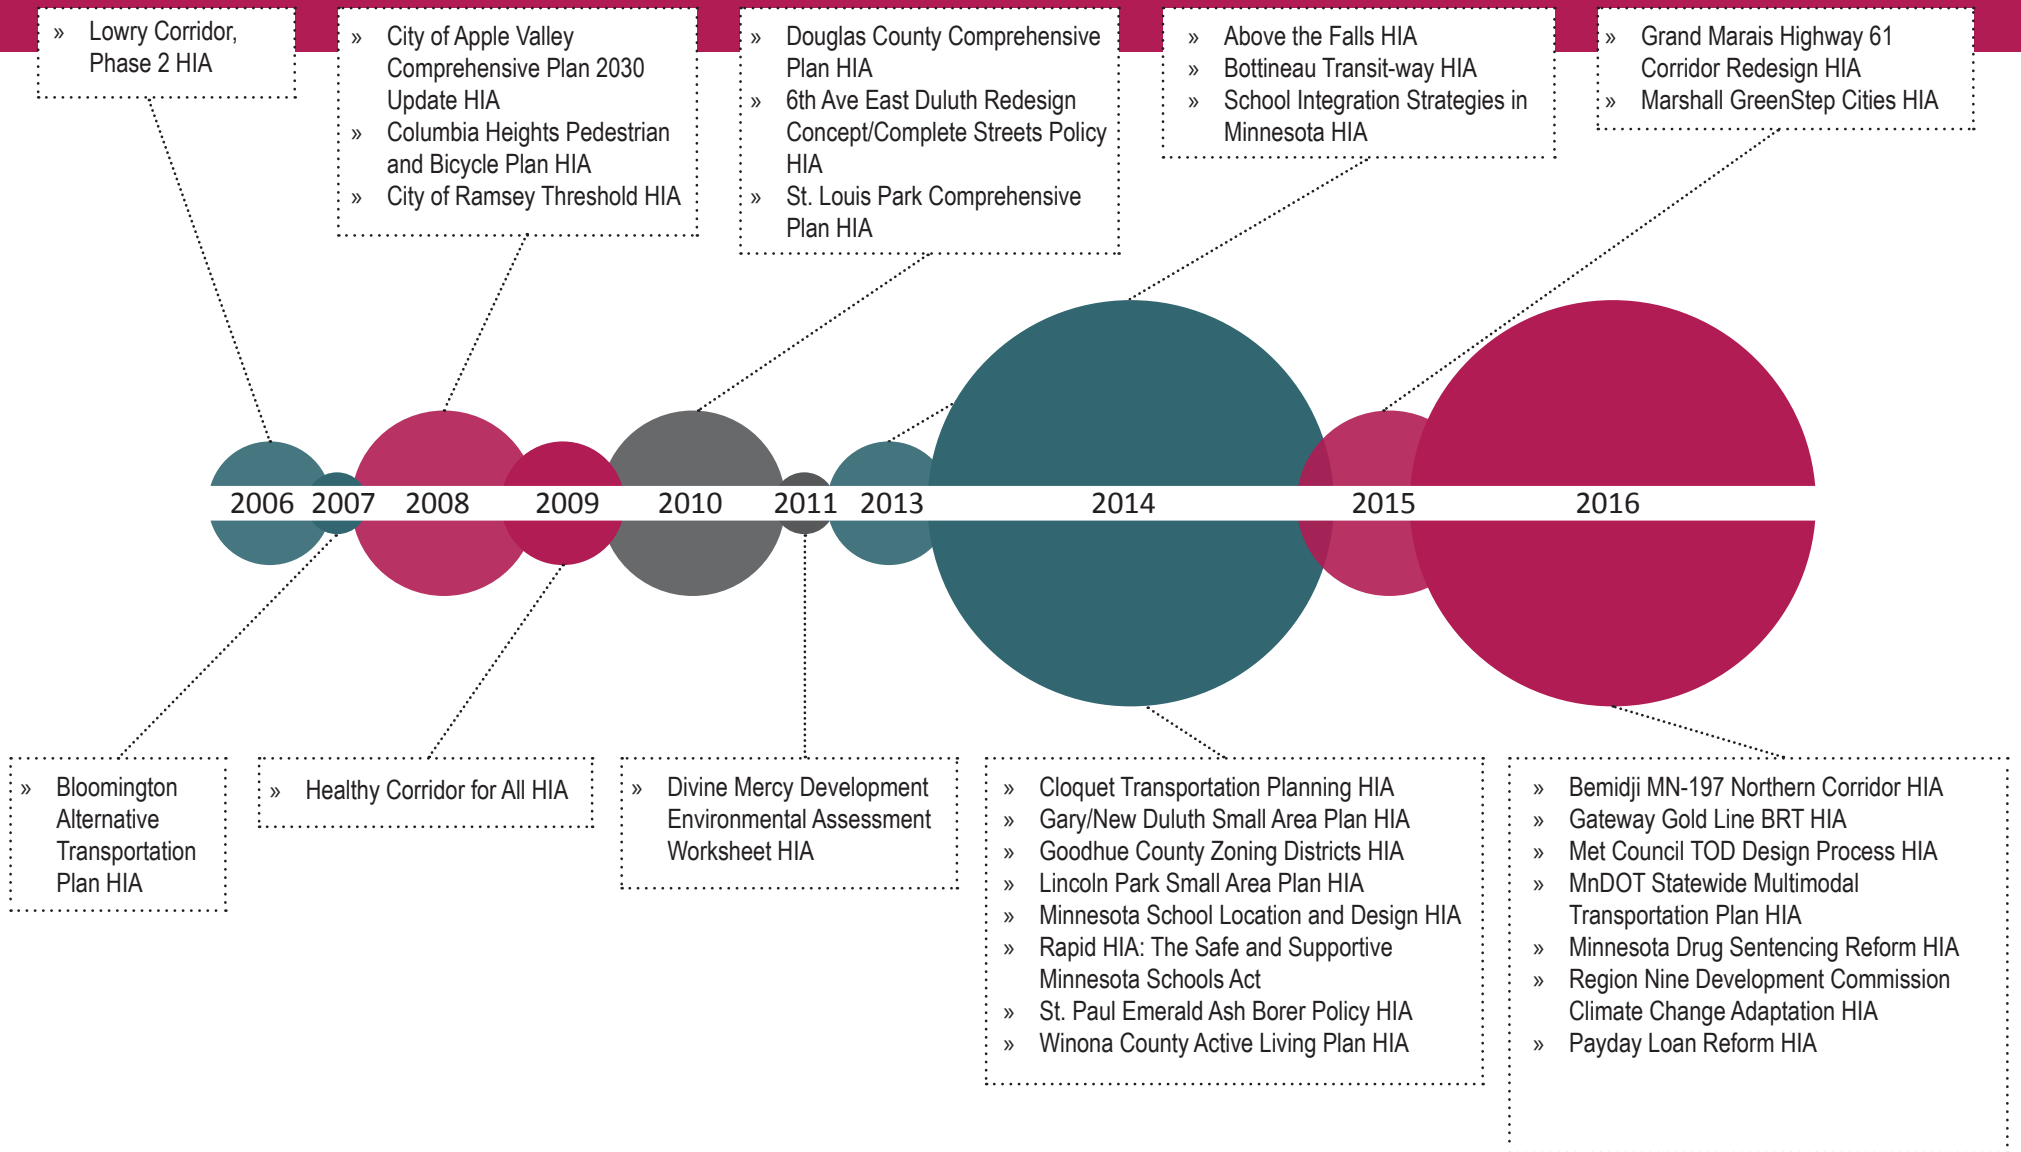 » Lowry Corridor,
Phase 2 HIA
» City of Apple Valley
Comprehensive Plan 2030
Update HIA
» Columbia Heights Pedestrian
and Bicycle Plan HIA
» City of Ramsey Threshold HIA
» Douglas County Comprehensive
Plan HIA
» 6th Ave East Duluth Redesign
Concept/Complete Streets Policy
HIA
» St. Louis Park Comprehensive
Plan HIA
» Above the Falls HIA
» Bottineau Transit-way HIA
» School Integration Strategies in
Minnesota HIA
» Grand Marais Highway 61
Corridor Redesign HIA
» Marshall GreenStep Cities HIA
2006 2007 2008 2009 2010 2011 2013 2014 2015 2016
» Bloomington
Alternative
Transportation
Plan HIA
» Healthy Corridor for All HIA
» Divine Mercy Development
Environmental Assessment
Worksheet HIA
» Cloquet Transportation Planning HIA
» Gary/New Duluth Small Area Plan HIA
» Goodhue County Zoning Districts HIA
» Lincoln Park Small Area Plan HIA
» Minnesota School Location and Design HIA
» Rapid HIA: The Safe and Supportive
Minnesota Schools Act
» St. Paul Emerald Ash Borer Policy HIA
» Winona County Active Living Plan HIA
» Bemidji MN-197 Northern Corridor HIA
» Gateway Gold Line BRT HIA
» Met Council TOD Design Process HIA
» MnDOT Statewide Multimodal
Transportation Plan HIA
» Minnesota Drug Sentencing Reform HIA
» Region Nine Development Commission
Climate Change Adaptation HIA
» Payday Loan Reform HIA